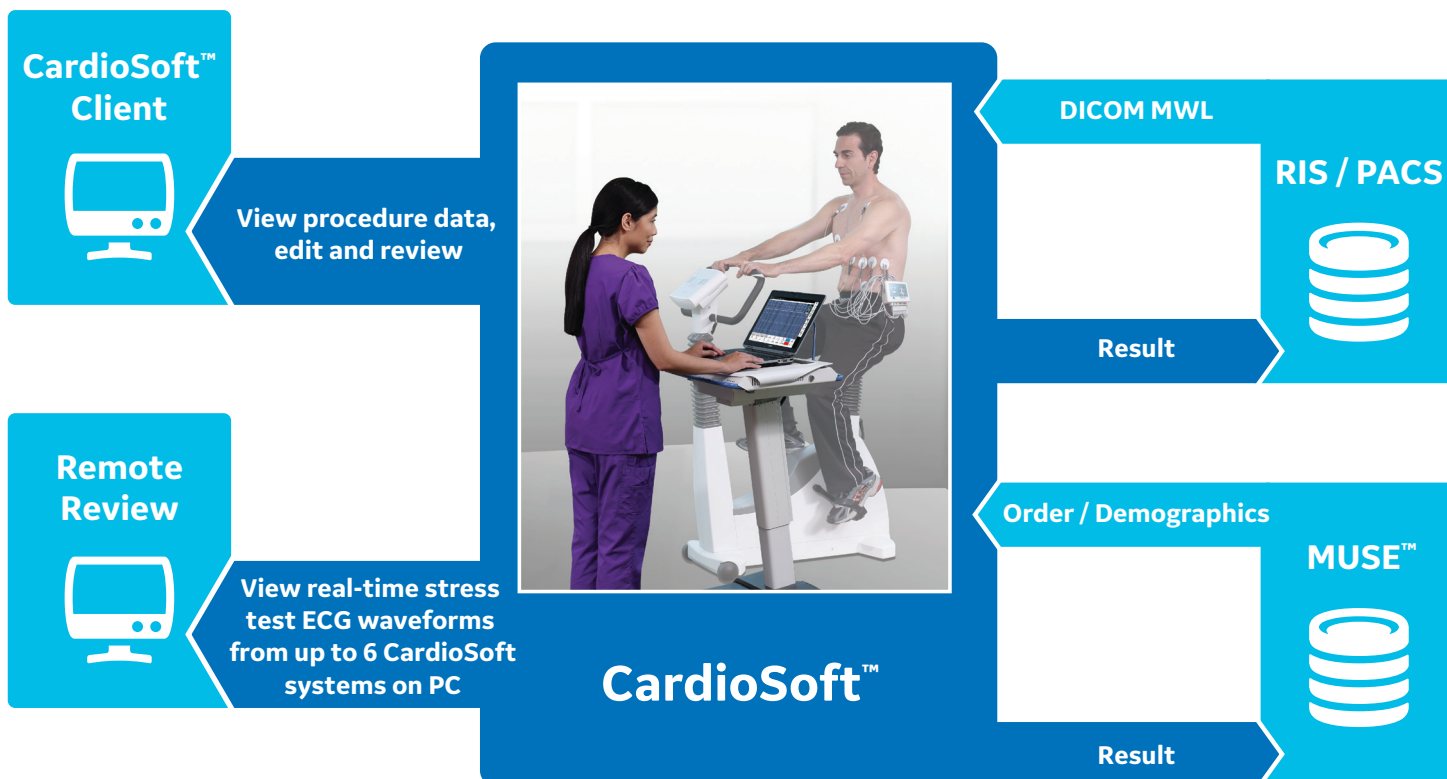 CardioSoft™
Client
View procedure data,
edit and review
Remote
Review
View real-time stress
test ECG waveforms
from up to 6 CardioSoft
systems on PC
CardioSoft™
DICOM MWL
RIS / PACS
Result
Order / Demographics
MUSE™
Result